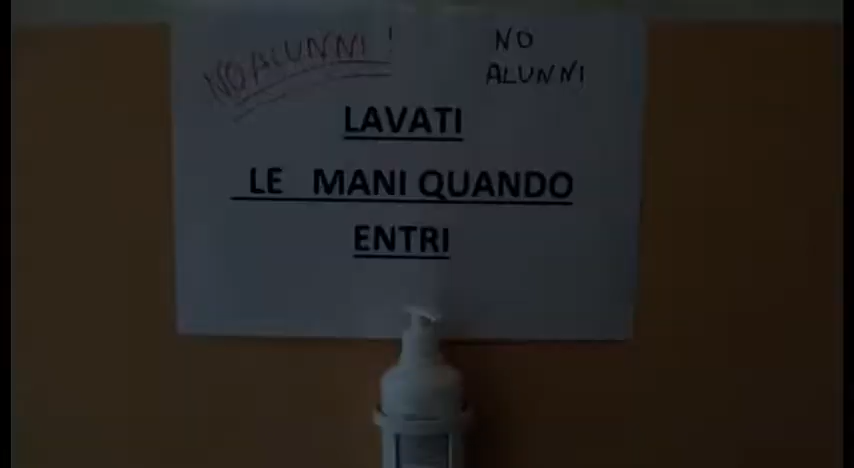 NO ALUNNI!
NO
ALUNNI
LAVATI
LE MANI QUANDO
ENTRI